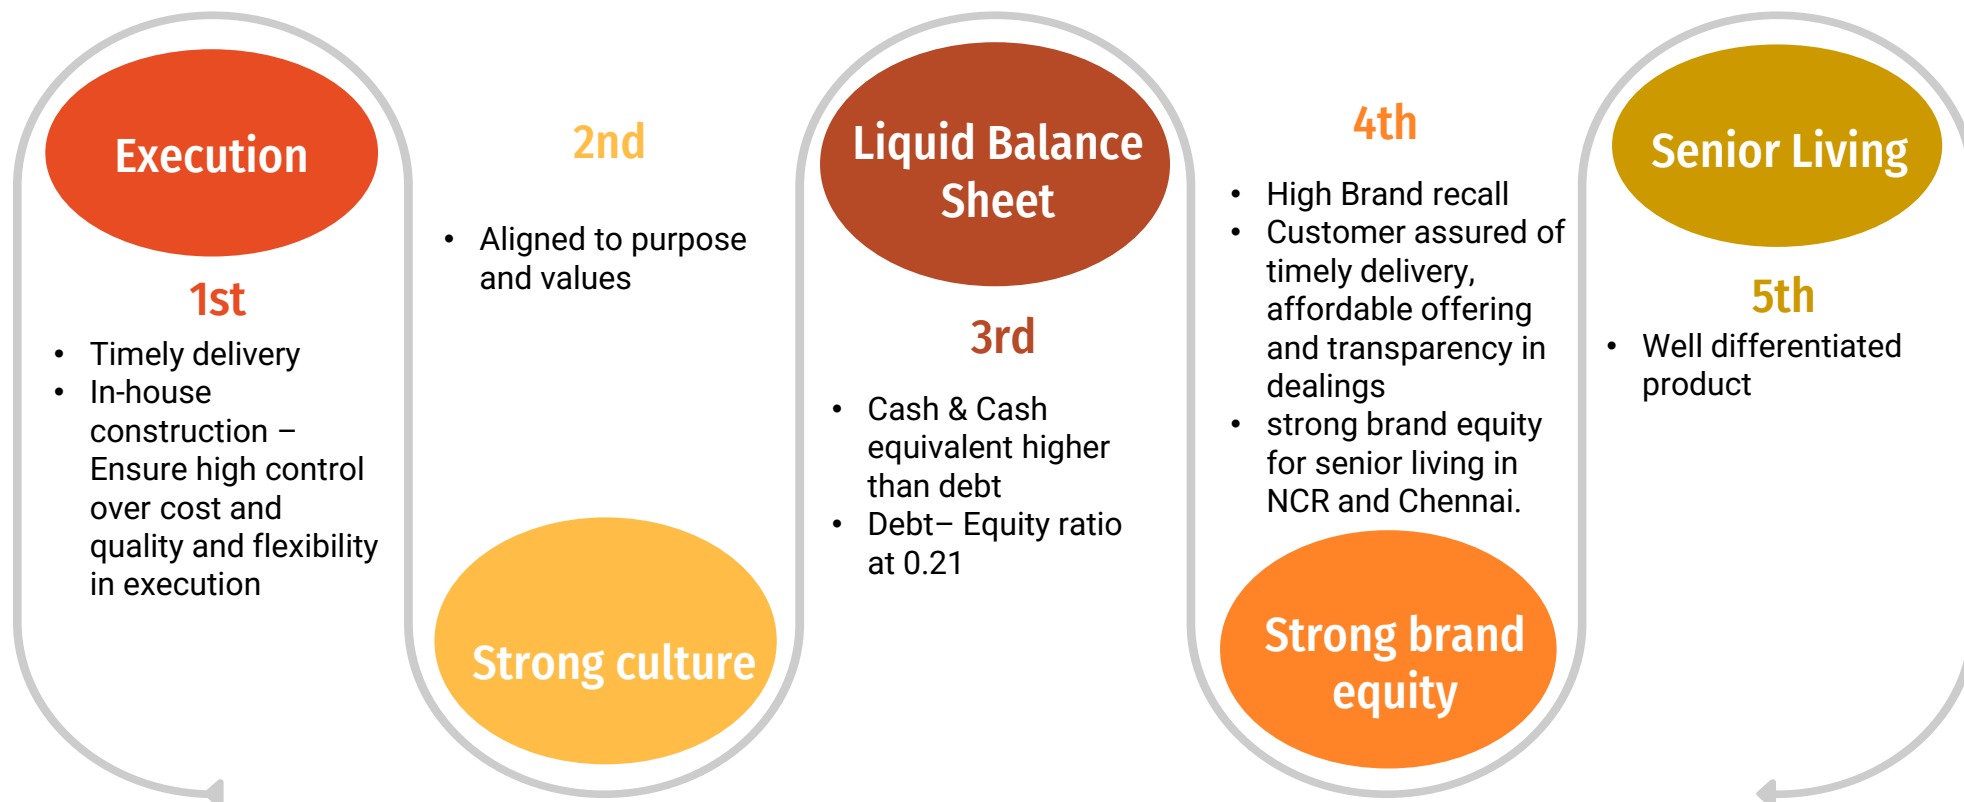 Execution
1st
• Timely delivery
• In-house
construction –
Ensure high control
over cost and
quality and flexibility
in execution
2nd
• Aligned to purpose
and values
Strong culture
Liquid Balance
Sheet
3rd
• Cash & Cash
equivalent higher
than debt
• Debt– Equity ratio
at 0.21
4th
• High Brand recall
• Customer assured of
timely delivery,
affordable offering
and transparency in
dealings
• strong brand equity
for senior living in
NCR and Chennai.
Strong brand
equity
Senior Living
5th
• Well differentiated
product